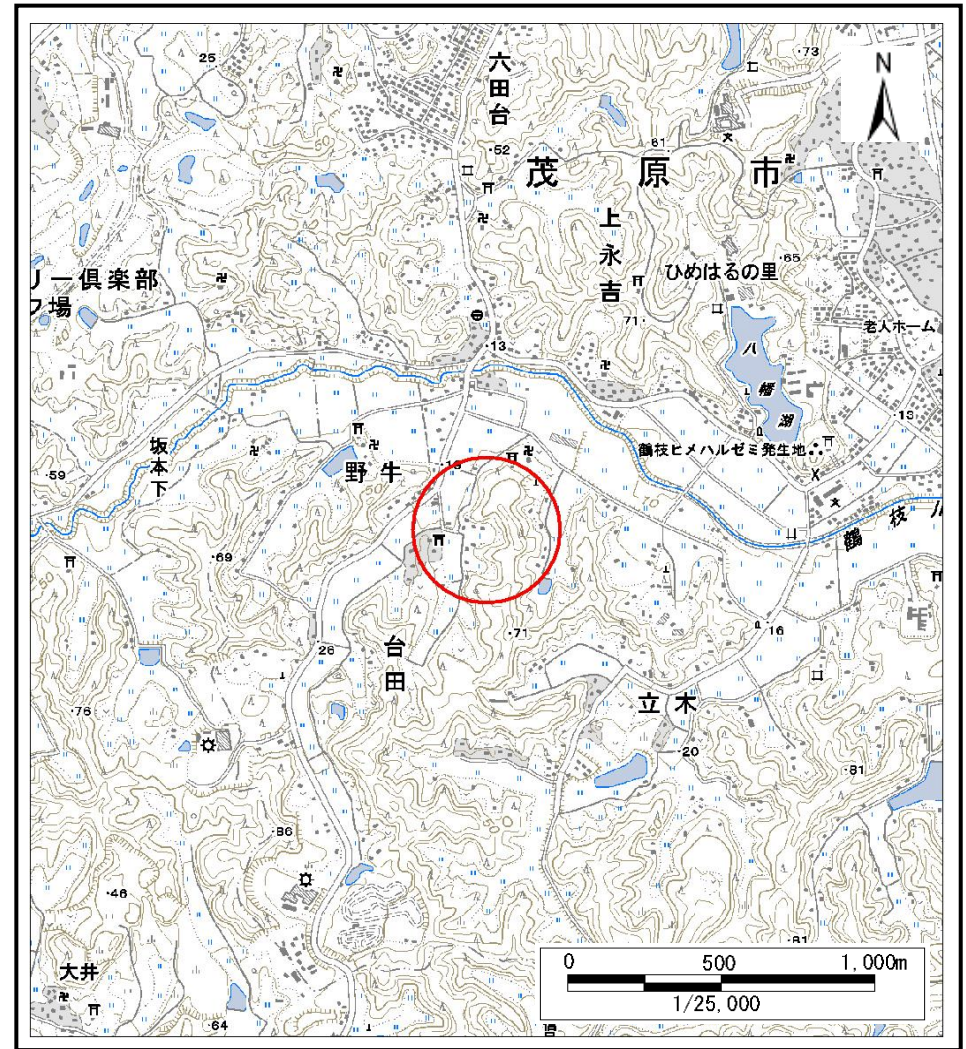 25
73
N
六田台
52
61
茂原市
上永吉
ひめはるの里
65
リー倶楽部
フ場
71
老人ホーム
13
八幡湖
13
坂本下
59
野牛
鶴枝ヒメハルゼミ発生地
鶴枝川
69
71
28
台田
16
立木
76
20
81
86
46
0 500 1,000m
1/25,000
大井
64